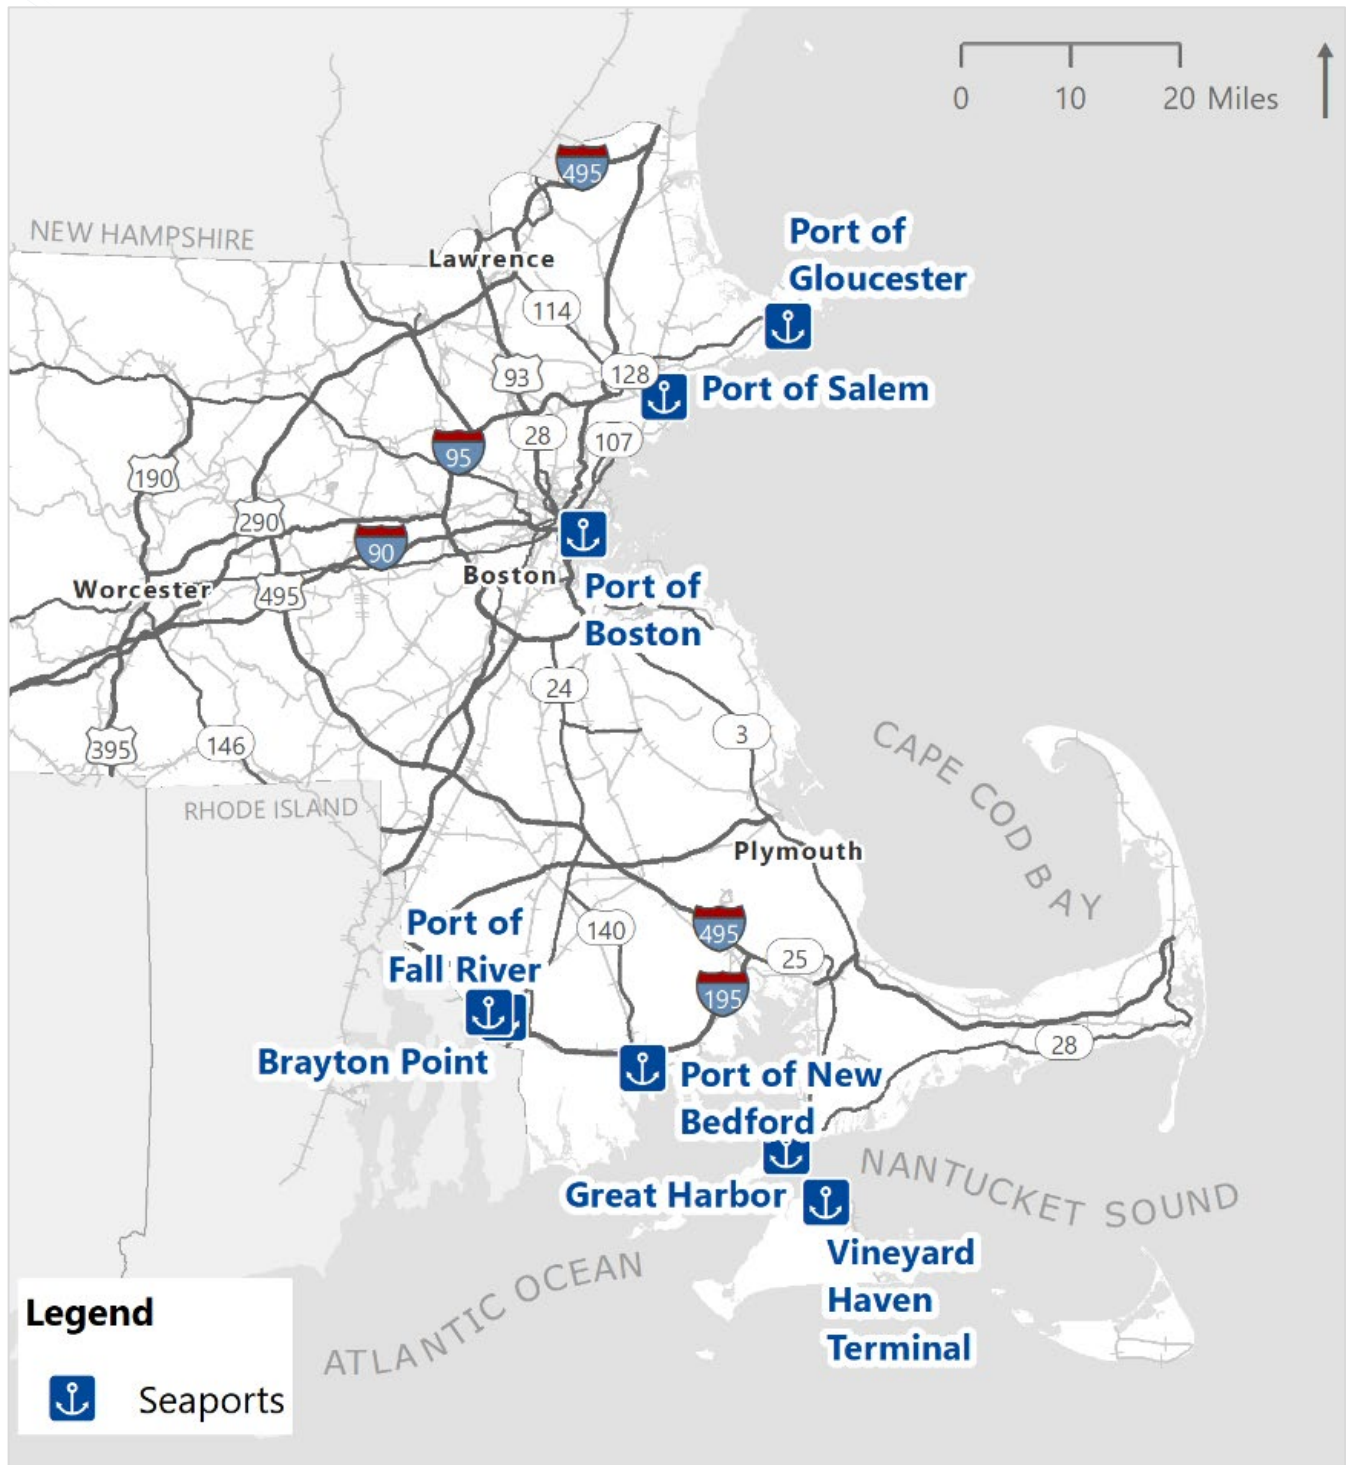 0 10 20 Miles
495
NEW HAMPSHIRE
Port of
Gloucester
Lawrence
114
93
128
Port of Salem
28
107
95
190
290
90
Boston
Worcester
495
Port of
Boston
24
3
395
146
CAPE COD BAY
RHODE ISLAND
Plymouth
Port of
Fall River
140
495
25
195
Brayton Point
28
Port of New
Bedford
NANTUCKET SOUND
Great Harbor
Vineyard
Haven
Terminal
ATLANTIC OCEAN
Legend
Seaports